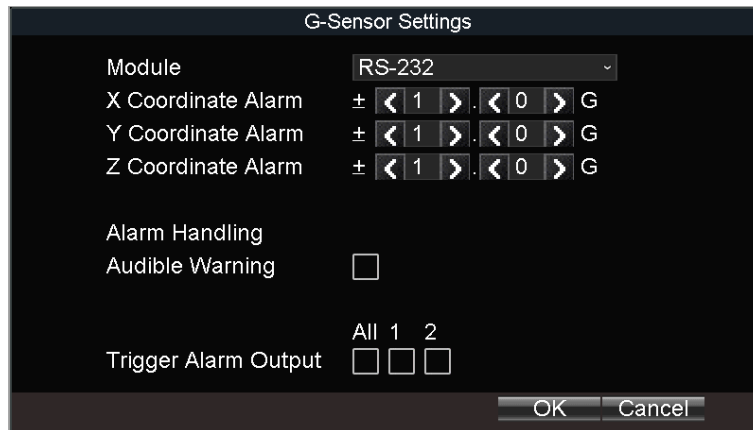 G-Sensor Settings
Module RS-232
X Coordinate Alarm ± 1 . 0 G
Y Coordinate Alarm ± 1 . 0 G
Z Coordinate Alarm ± 1 . 0 G
Alarm Handling
Audible Warning
All 1 2
Trigger Alarm Output
OK Cancel